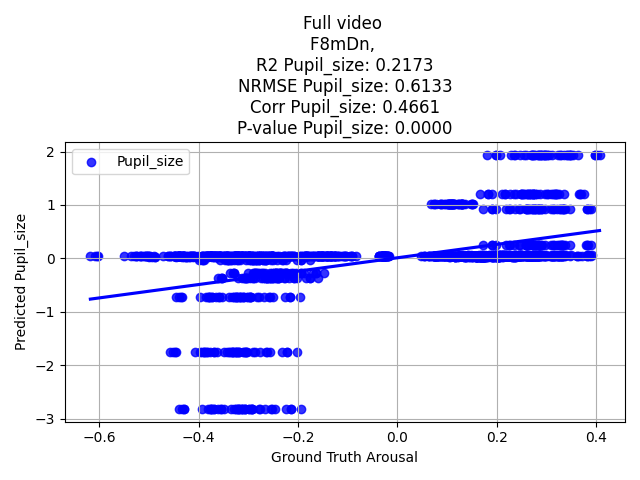 Full video
F8mDn,
R2 Pupil_size: 0.2173
NRMSE Pupil_size: 0.6133
Corr Pupil_size: 0.4661
P-value Pupil_size: 0.0000
Pupil_size
2
1
0
−1
−2
−3
Predicted Pupil_size
−0.6
−0.4
−0.2
0.0
0.2
0.4
Ground Truth Arousal